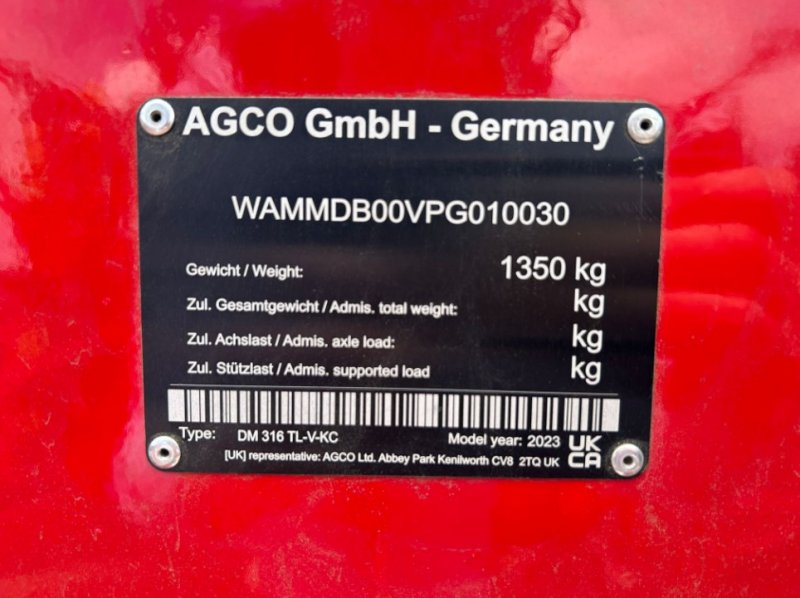 AGCO GmbH - Germany
WAMMDB00VPG010030
Gewicht / Weight: 1350 kg
Zul. Gesamtgewicht / Admis. total weight: kg
Zul. Achslast / Admis. axle load: kg
Zul. Stützlast / Admis. supported load kg
Type: DM 316 TL-V-KC Model year: 2023 UK
[UK] representative: AGCO Ltd. Abbey Park Kenilworth CV8 2TQ UK CA